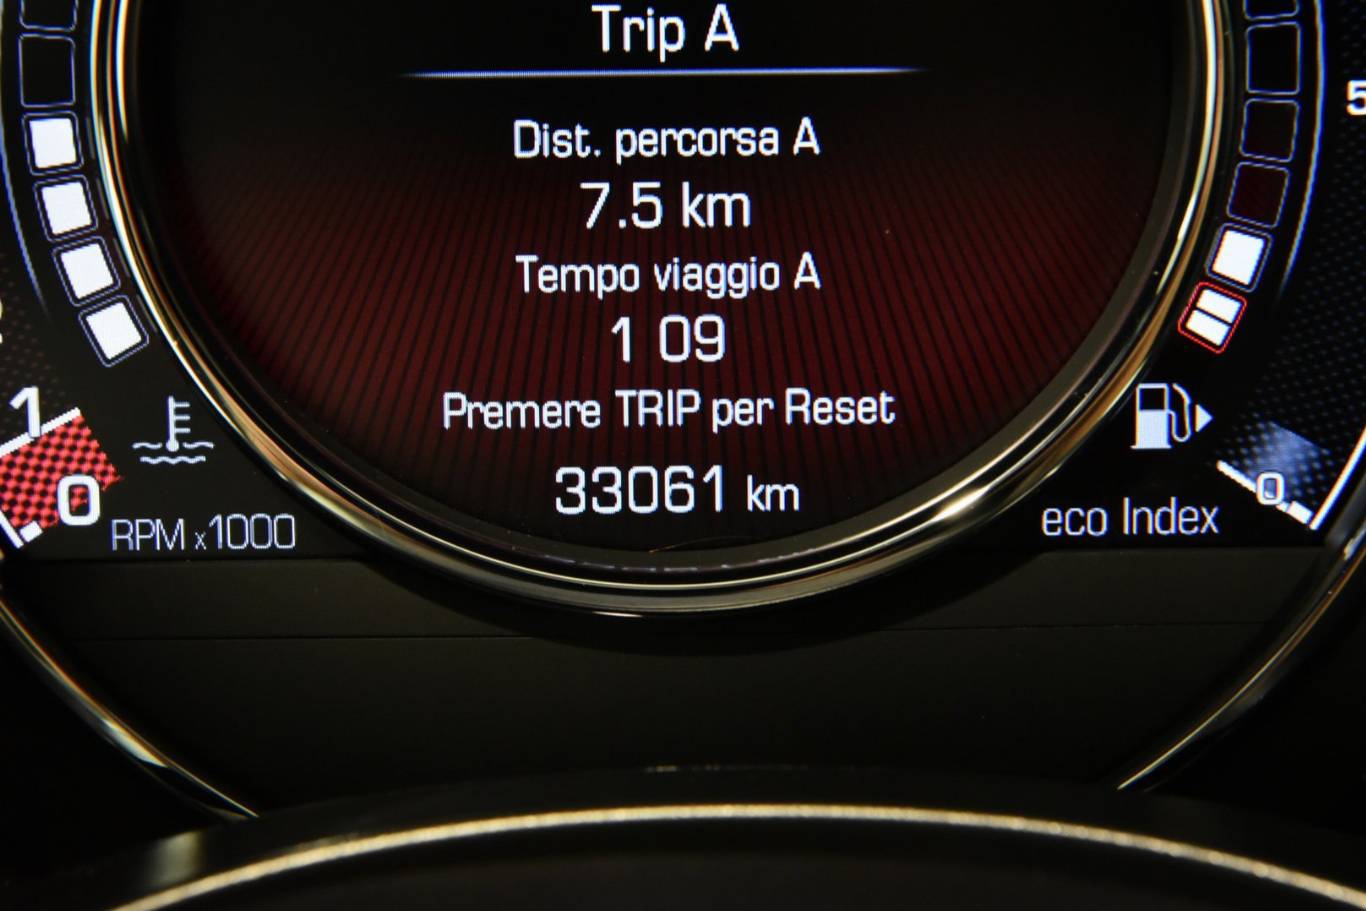 Trip A
5
Dist. percorsa A
7.5 km
Tempo viaggio A
1 09
Premere TRIP per Reset
33061 km
1
0
RPM x1000
eco Index
0